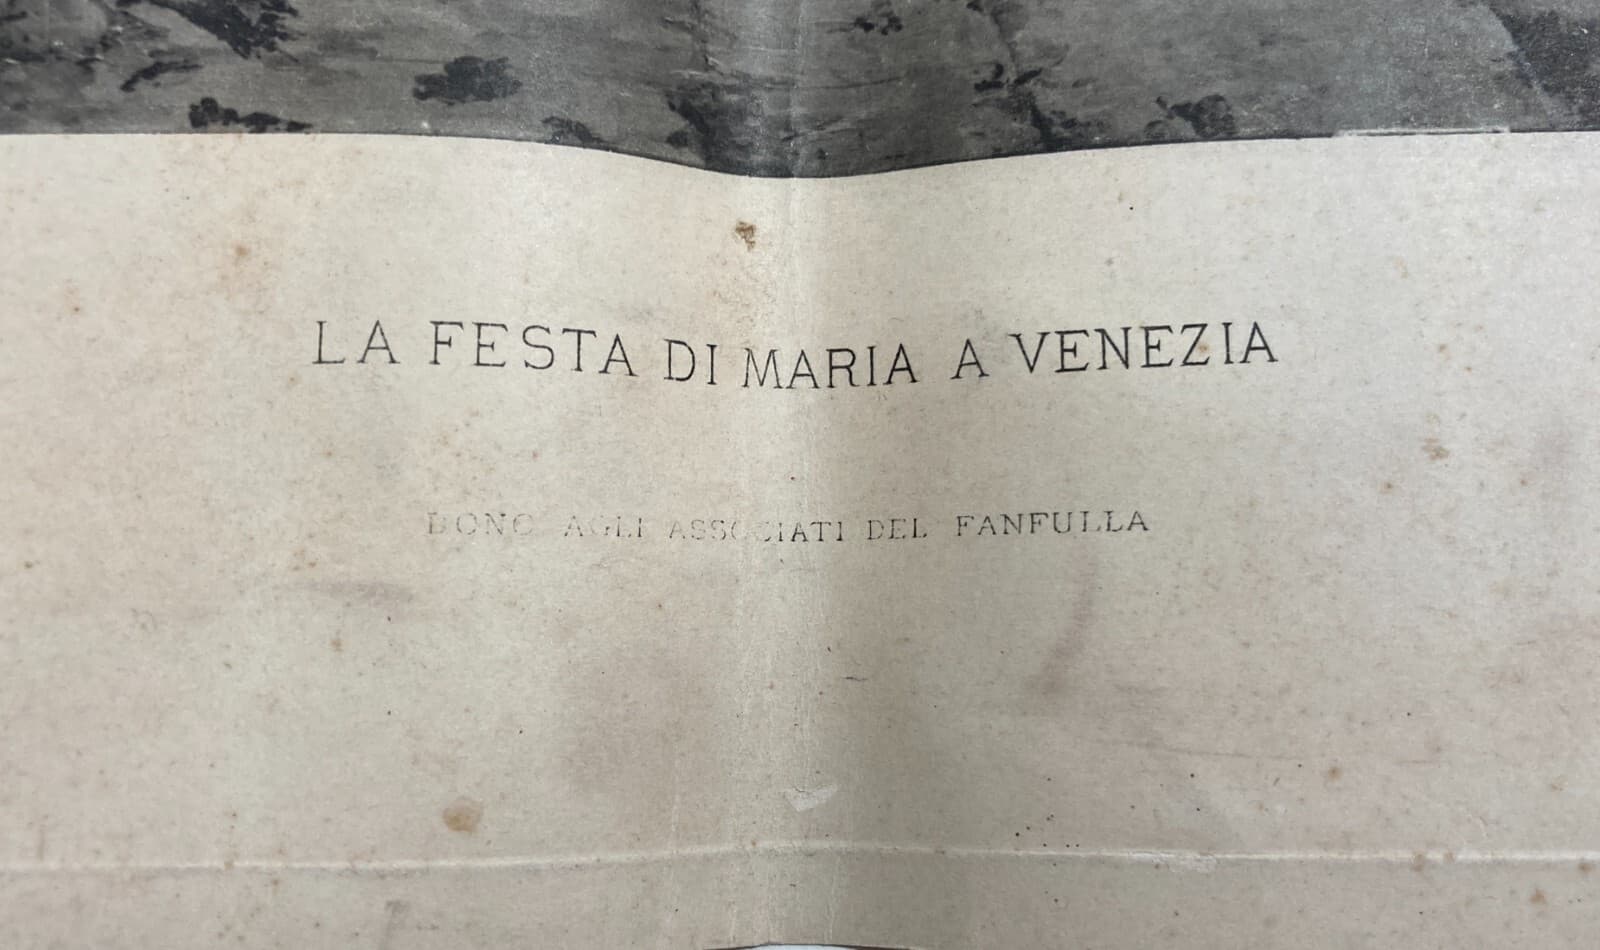 LA FESTA DI MARIA A VENEZIA
DONO AGLI ASSOCIATI DEL FANFULLA